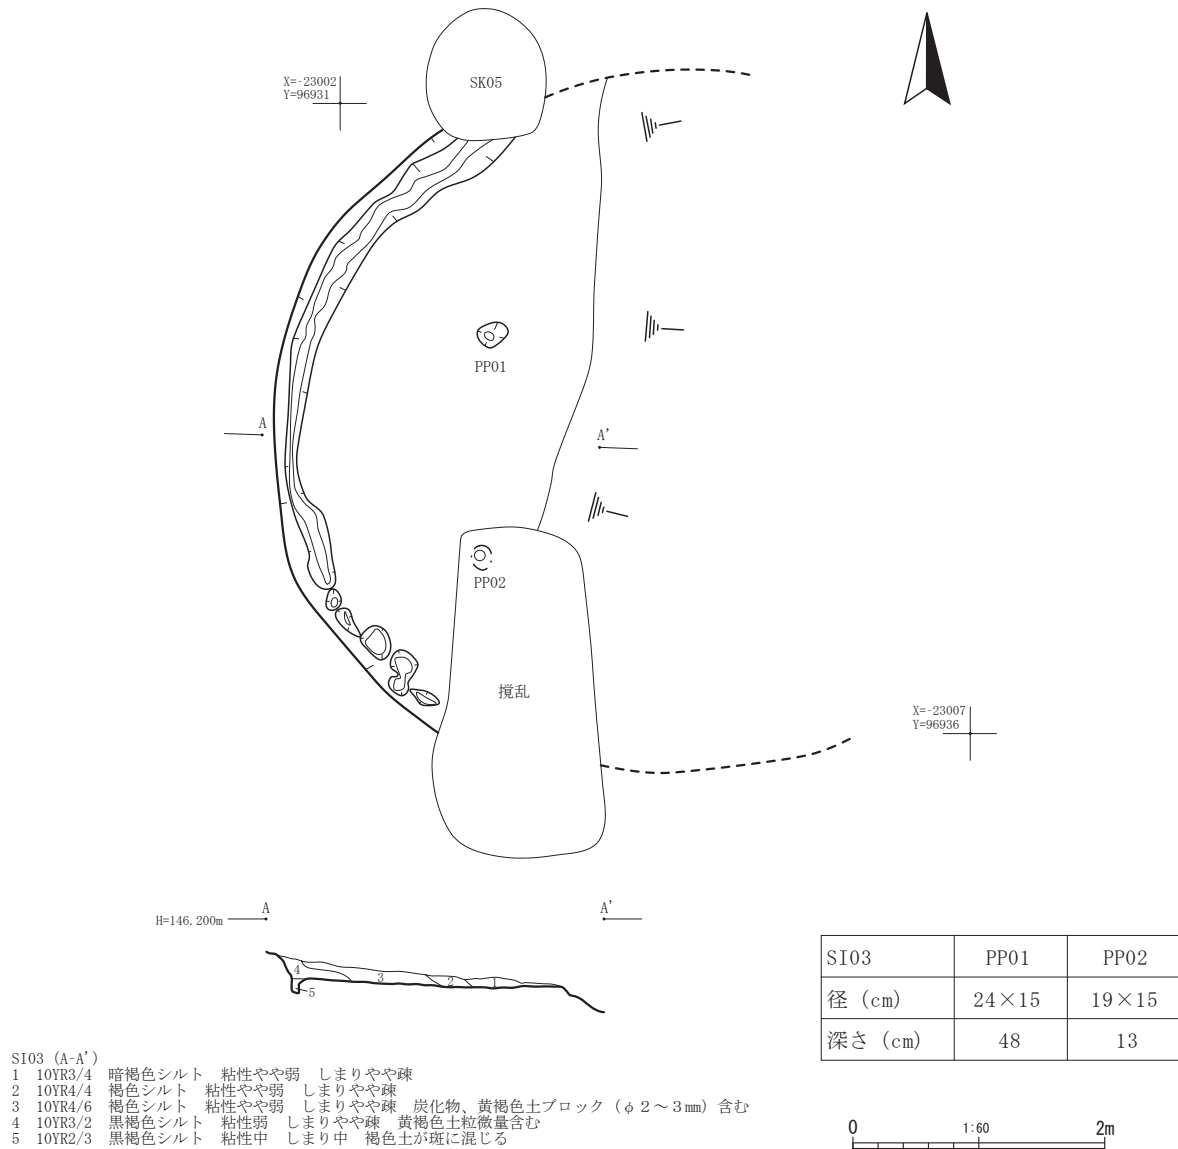 SK05
X=-23002
Y=96931
PP01
A
A'
PP02
撹乱
X=-23007
Y=96936
A
A'
H=146.200m
4
3
2
1
5
SI03 PP01 PP02
径（cm） 24×15 19×15
深さ（cm） 48 13
SI03 (A-A')
1 10YR3/4 暗褐色シルト 粘性やや弱 しまりやや疎
2 10YR4/4 褐色シルト 粘性やや弱 しまりやや疎
3 10YR4/6 褐色シルト 粘性やや弱 しまりやや疎 炭化物、黄褐色土ブロック（φ２～３㎜）含む
4 10YR3/2 黒褐色シルト 粘性弱 しまりやや疎 黄褐色土粒微量含む
5 10YR2/3 黒褐色シルト 粘性中 しまり中 褐色土が斑に混じる
0 1:60 2m